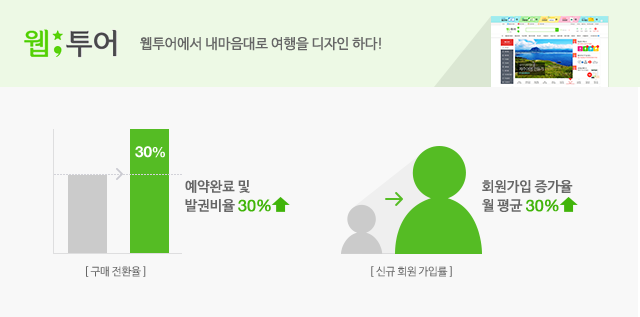 웹투어
웹투어에서 내마음대로 여행을 디자인 하다!
30%
예약완료 및
발권비율 30%
[ 구매 전환율 ]
회원가입 증가율
월 평균 30%
[ 신규 회원 가입률 ]